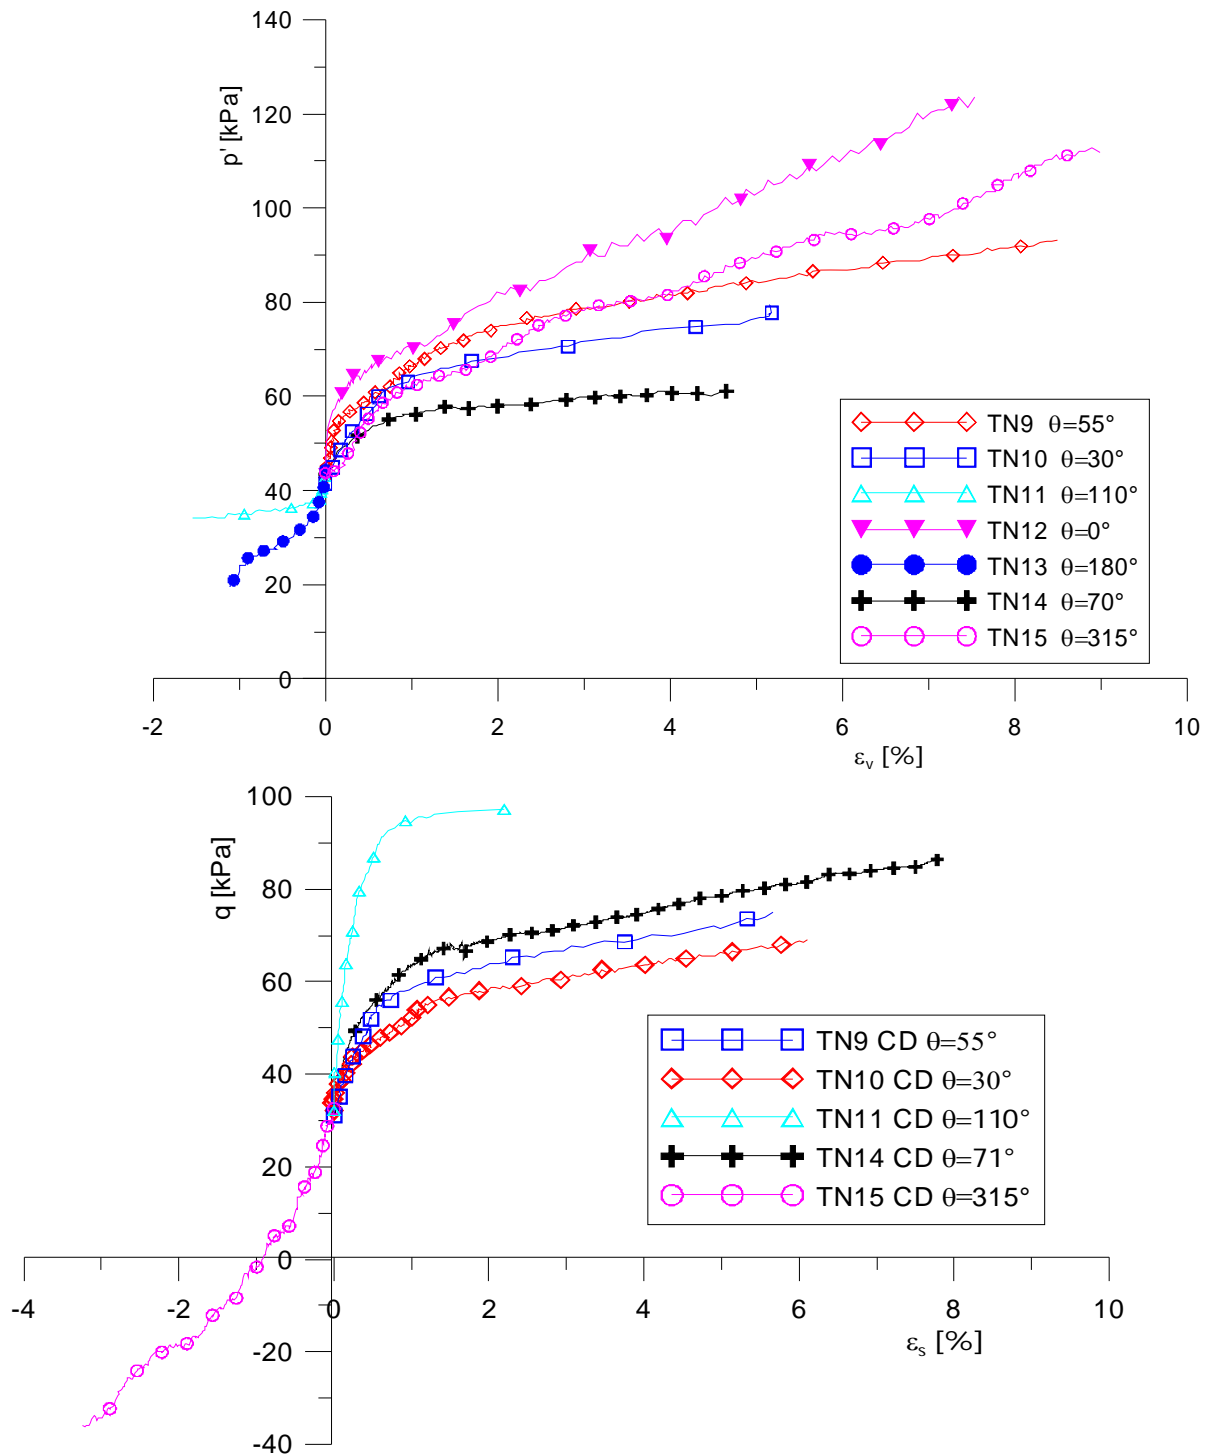 140
120
100
80
60
40
20
0
p' [kPa]
-2 0 2 4 6 8 10
εv [%]
TN9 θ=55°
TN10 θ=30°
TN11 θ=110°
TN12 θ=0°
TN13 θ=180°
TN14 θ=70°
TN15 θ=315°
100
80
60
40
20
0
-20
-40
q [kPa]
-4 -2 0 2 4 6 8 10
εs [%]
TN9 CD θ=55°
TN10 CD θ=30°
TN11 CD θ=110°
TN14 CD θ=71°
TN15 CD θ=315°